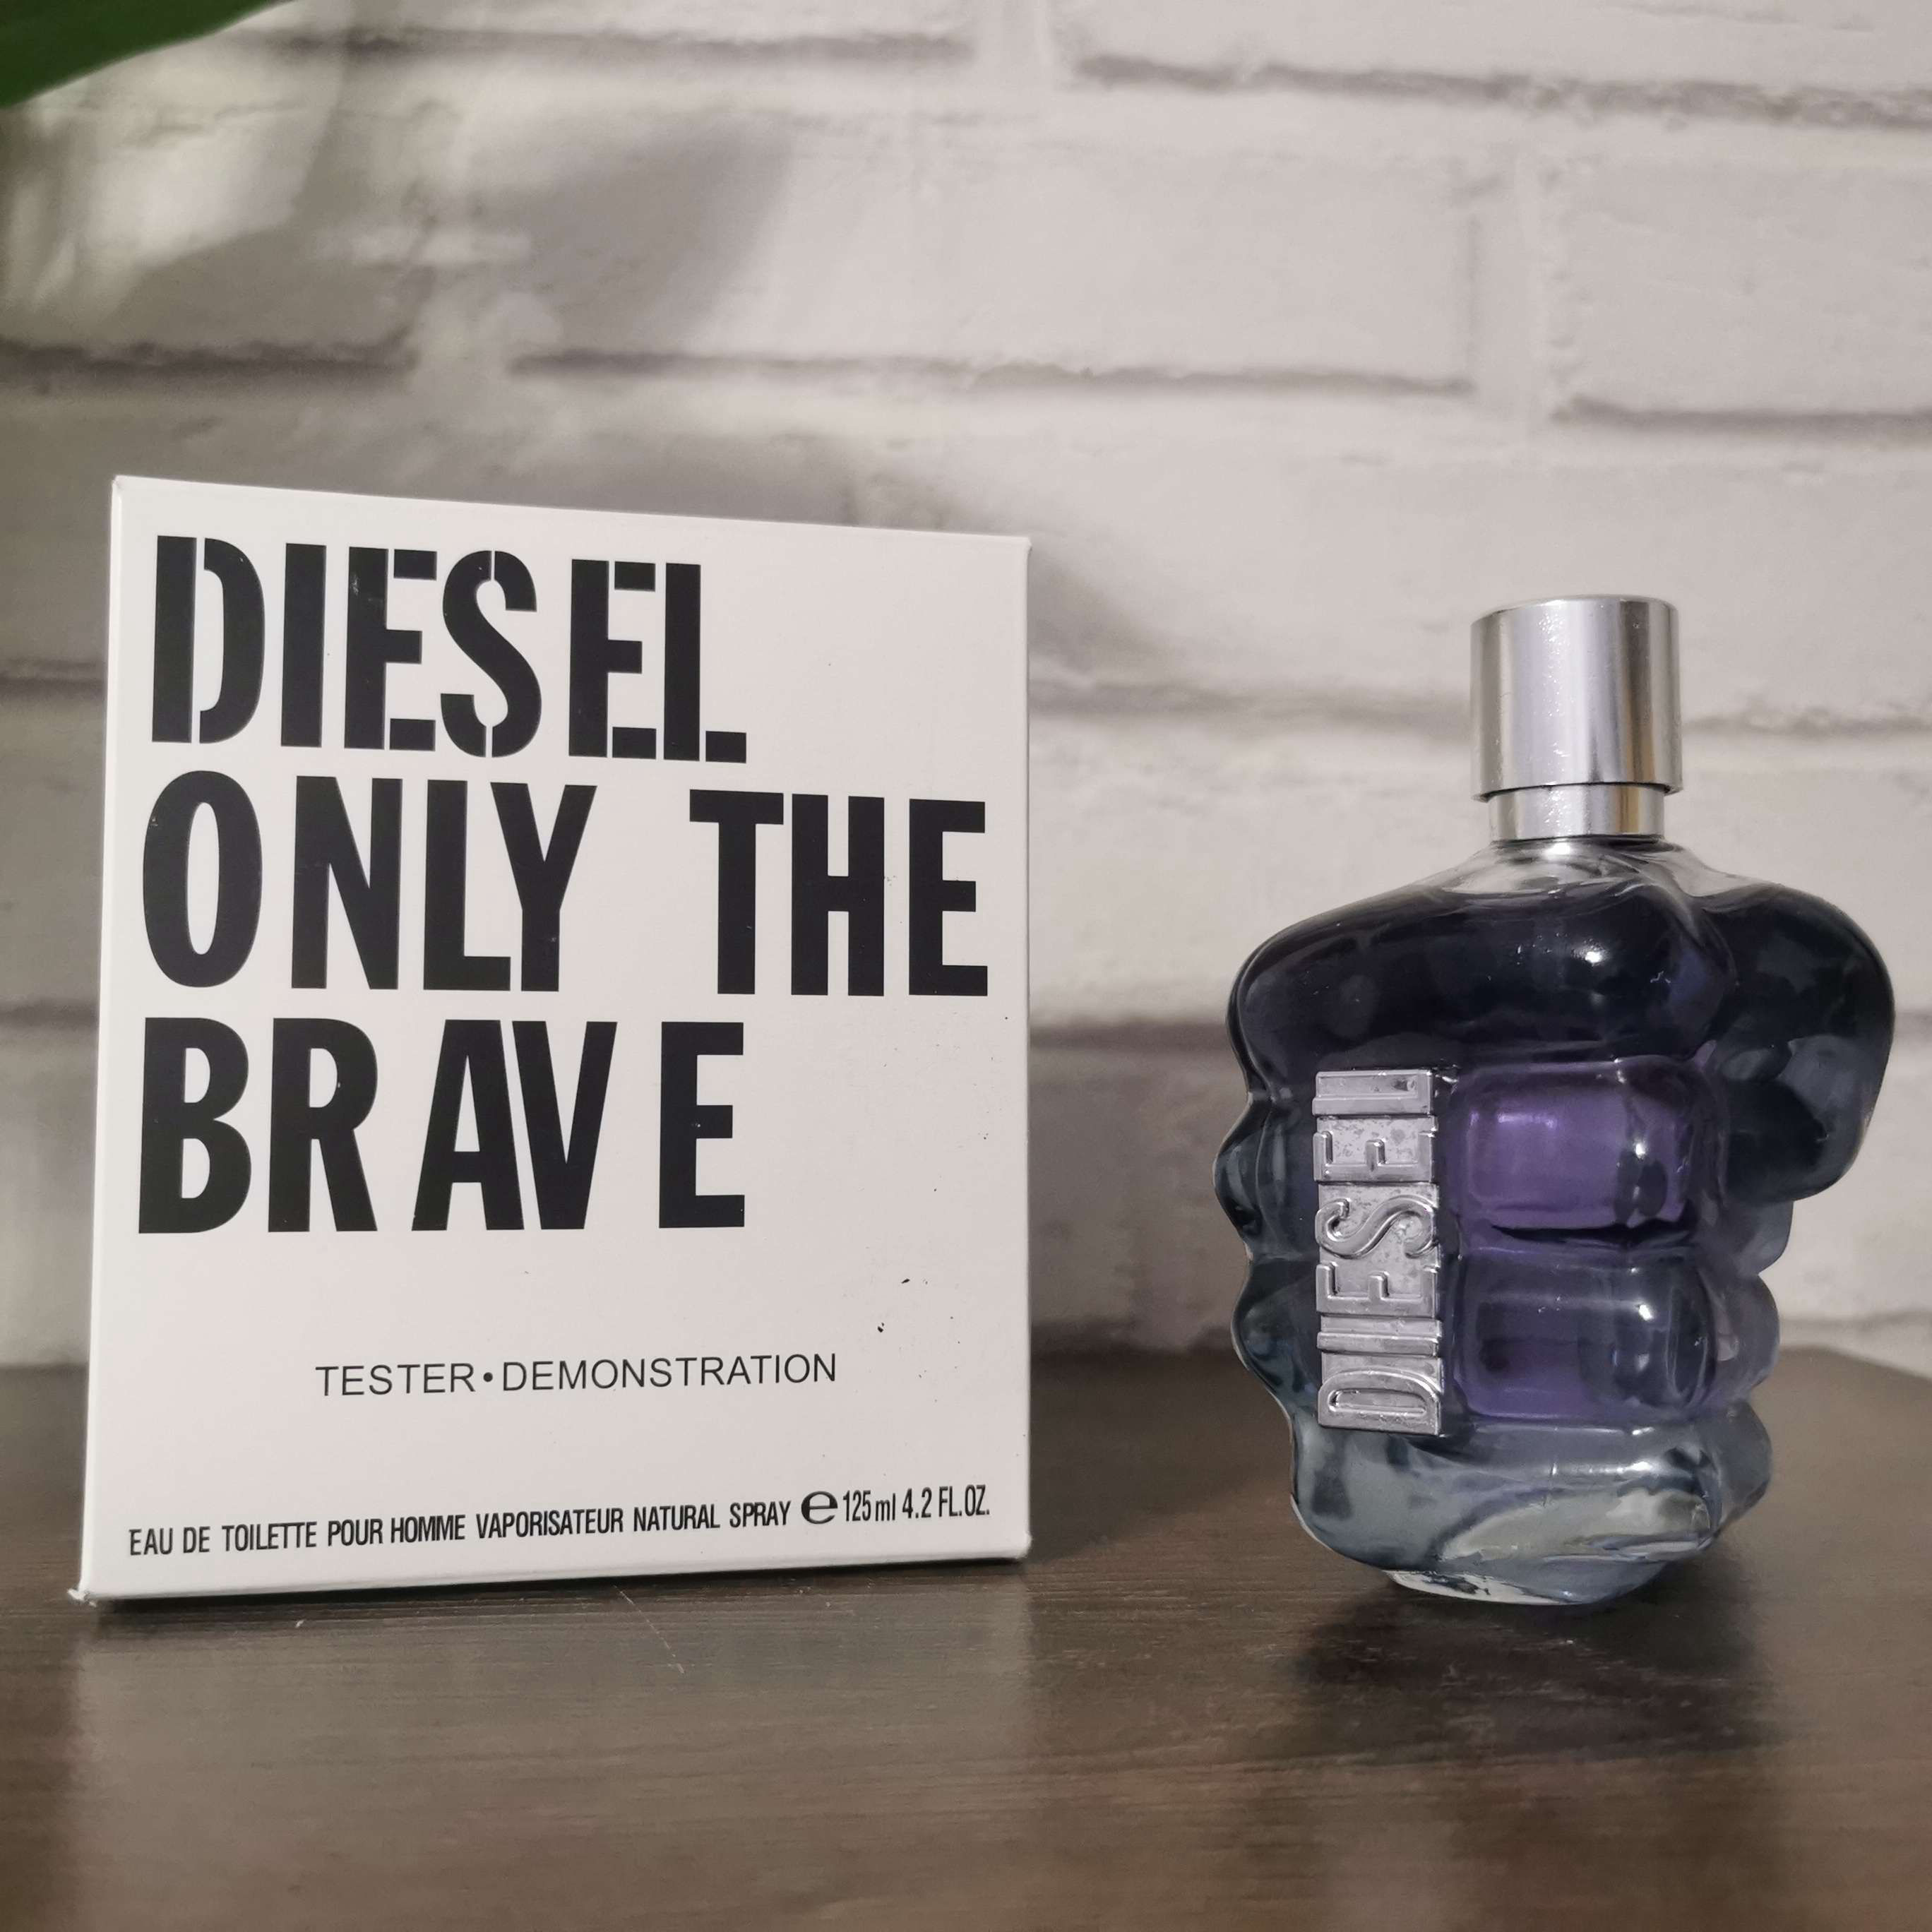 DIESEL
ONLY THE
BRAVE
TESTER•DEMONSTRATION
EAU DE TOILETTE POUR HOMME VAPORISATEUR NATURAL SPRAY ℮ 125 ml 4.2 FL.OZ.
DIESEL